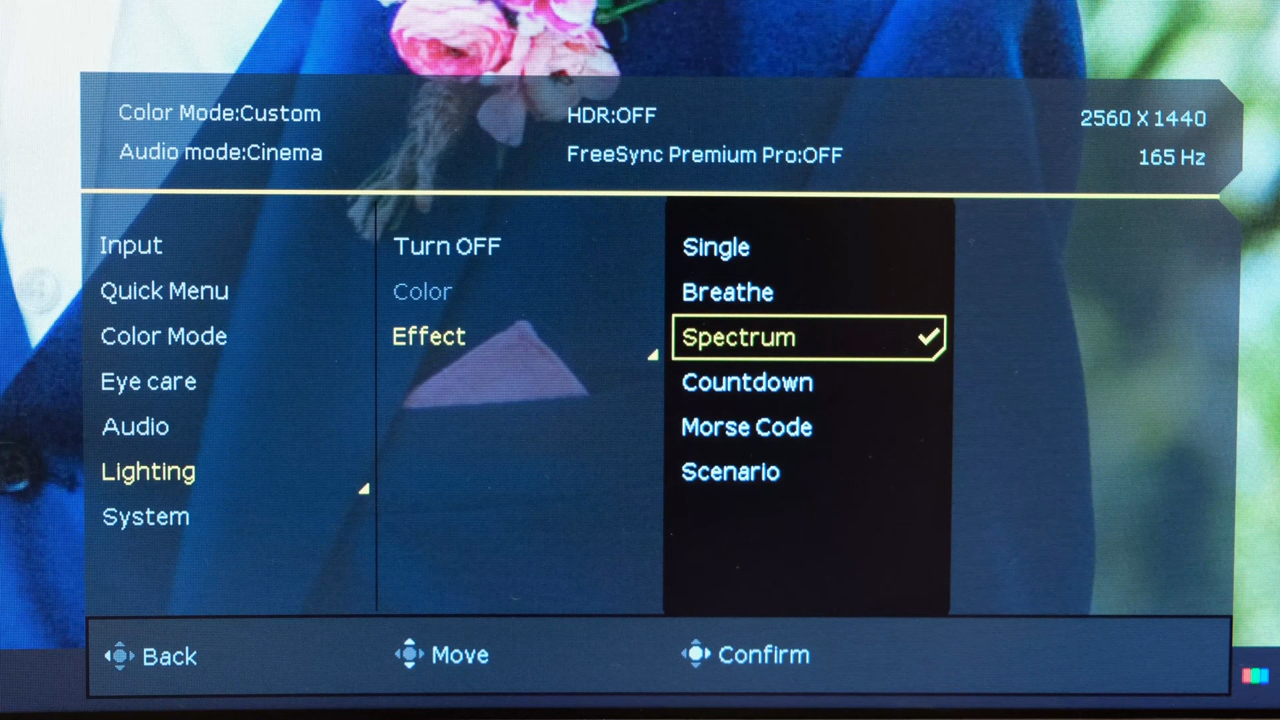 Color Mode:Custom
HDR:OFF
2560 X 1440
Audio mode:Cinema
FreeSync Premium Pro:OFF
165 Hz
Input
Quick Menu
Color Mode
Eye care
Audio
Lighting
System
Turn OFF
Color
Effect
Single
Breathe
Spectrum
Countdown
Morse Code
Scenario
Back
Move
Confirm